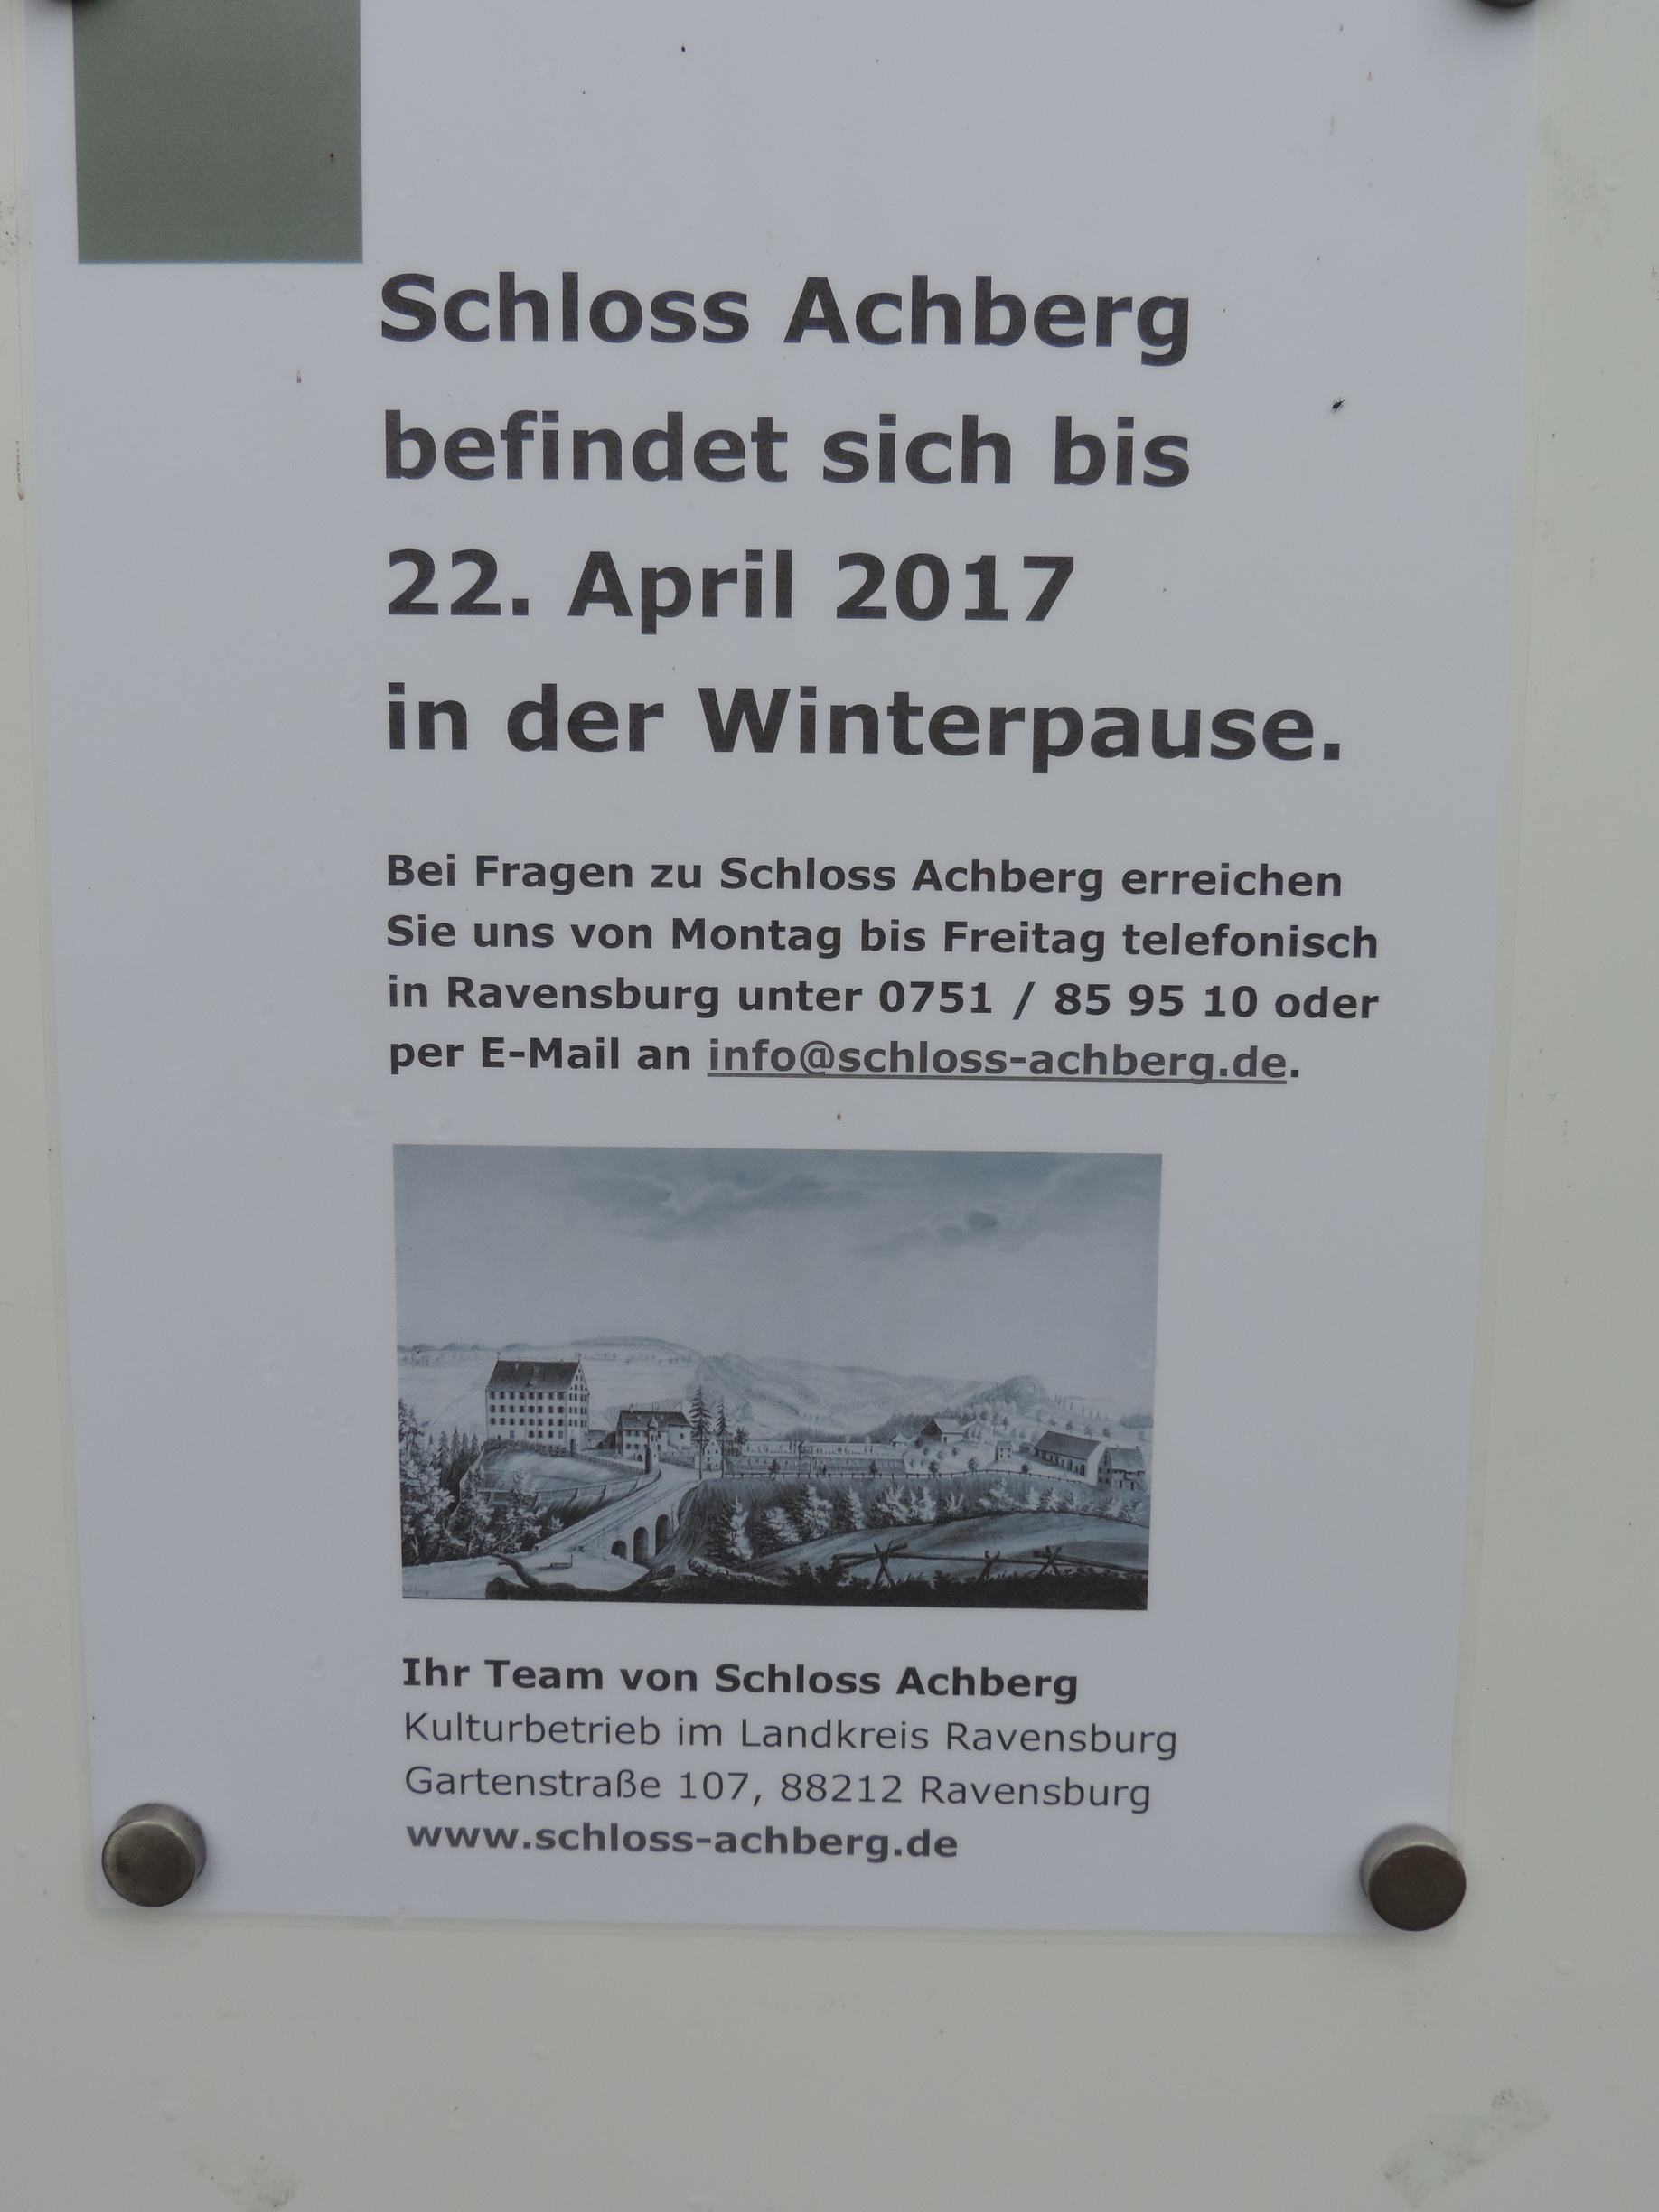 Schloss Achberg
befindet sich bis
22. April 2017
in der Winterpause.
Bei Fragen zu Schloss Achberg erreichen
Sie uns von Montag bis Freitag telefonisch
in Ravensburg unter 0751 / 85 95 10 oder
per E-Mail an info@schloss-achberg.de.
Ihr Team von Schloss Achberg
Kulturbetrieb im Landkreis Ravensburg
Gartenstraße 107, 88212 Ravensburg
www.schloss-achberg.de